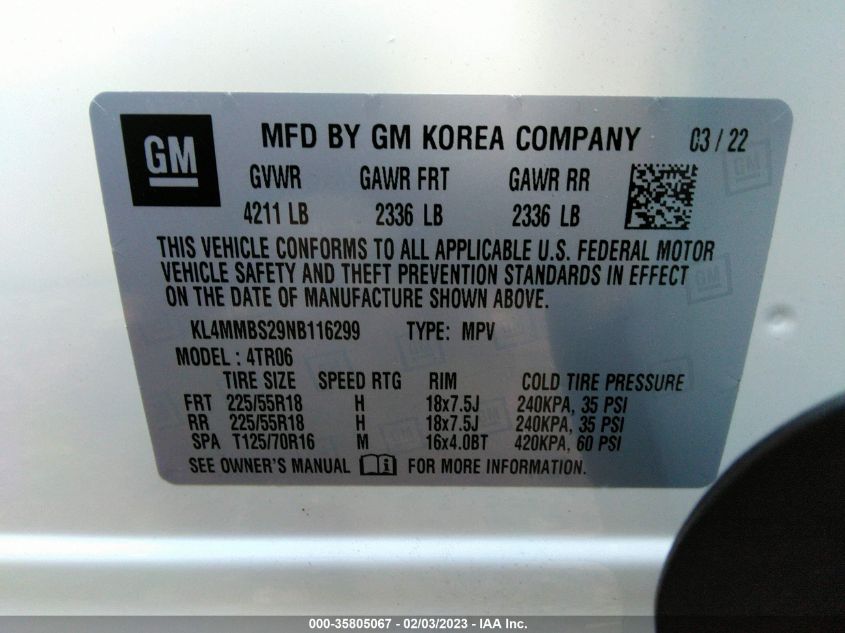 GM
MFD BY GM KOREA COMPANY 03 / 22
GVWR GAWR FRT GAWR RR
4211 LB 2336 LB 2336 LB
THIS VEHICLE CONFORMS TO ALL APPLICABLE U.S. FEDERAL MOTOR
VEHICLE SAFETY AND THEFT PREVENTION STANDARDS IN EFFECT
ON THE DATE OF MANUFACTURE SHOWN ABOVE.
KL4MMBS29NB116299 TYPE: MPV
MODEL : 4TR06
TIRE SIZE SPEED RTG RIM COLD TIRE PRESSURE
FRT 225/55R18 H 18x7.5J 240KPA, 35 PSI
RR 225/55R18 H 18x7.5J 240KPA, 35 PSI
SPA T125/70R16 M 16x4.0BT 420KPA, 60 PSI
SEE OWNER'S MANUAL FOR MORE INFORMATION.
000-35805067 - 02/03/2023 - IAA Inc.